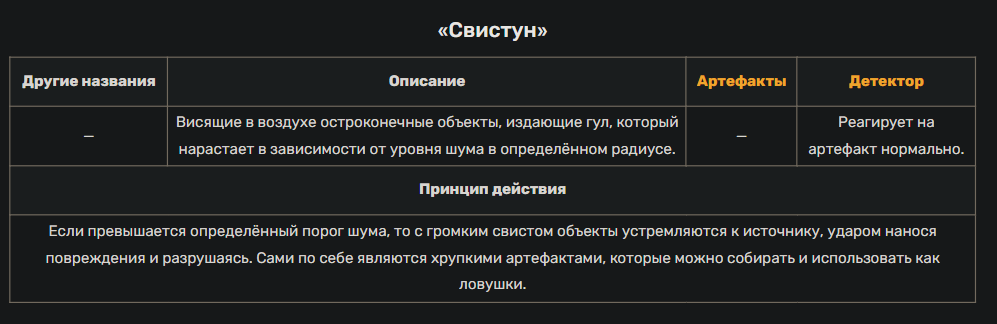 «Свистун»
Другие названия
Описание
Артефакты
Детектор
—
Висящие в воздухе остроконечные объекты, издающие гул, который
нарастает в зависимости от уровня шума в определённом радиусе.
—
Реагирует на
артефакт нормально.
Принцип действия
Если превышается определённый порог шума, то с громким свистом объекты устремляются к источнику, ударом нанося
повреждения и разрушаясь. Сами по себе являются хрупкими артефактами, которые можно собирать и использовать как
ловушки.